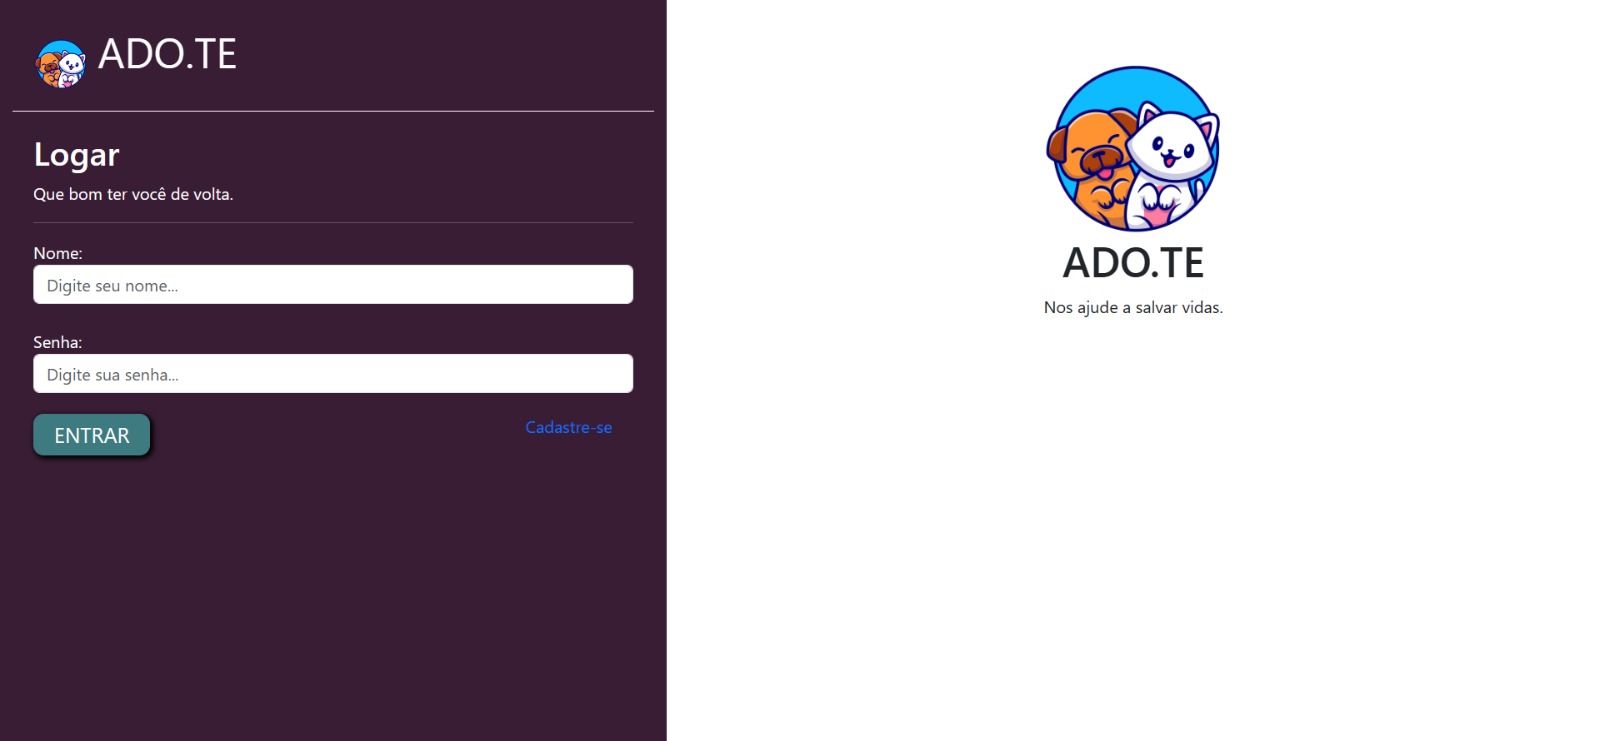 ADO.TE
Logar
Que bom ter você de volta.
Nome:
Digite seu nome...
Senha:
Digite sua senha...
ENTRAR
Cadastre-se
ADO.TE
Nos ajude a salvar vidas.